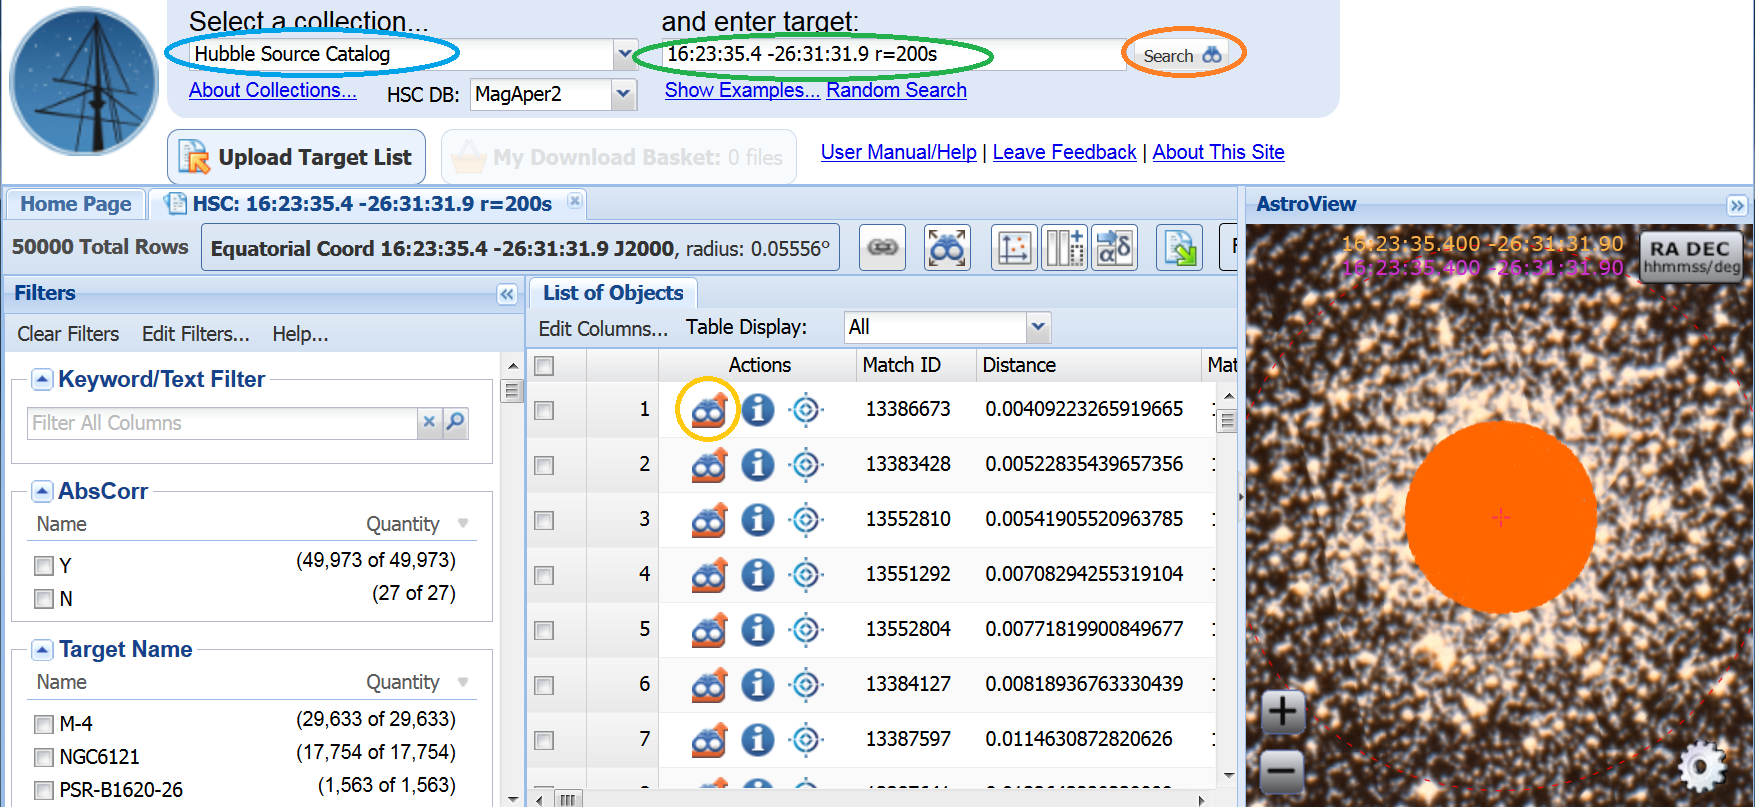 Select a collection... and enter target:
Hubble Source Catalog 16:23:35.4 -26:31:31.9 r=200s Search
About Collections... HSC DB: MagAper2 Show Examples... Random Search
Upload Target List My Download Basket: 0 files User Manual/Help | Leave Feedback | About This Site
Home Page HSC: 16:23:35.4 -26:31:31.9 r=200s AstroView
50000 Total Rows Equatorial Coord 16:23:35.4 -26:31:31.9 J2000, radius: 0.05556° αδ
16:23:35.400 -26:31:31.90 RA DEC
16:23:35.400 -26:31:31.90 hhmmss/deg
Filters List of Objects
Clear Filters Edit Filters... Help... Edit Columns... Table Display: All
Actions Match ID Distance Mat
Keyword/Text Filter
Filter All Columns
1 13386673 0.00409223265919665
2 13383428 0.00522835439657356
3 13552810 0.00541905520963785
4 13551292 0.00708294255319104
5 13552804 0.00771819900849677
6 13384127 0.00818936763330439
7 13387597 0.0114630872820626
AbsCorr
Name Quantity
Y (49,973 of 49,973)
N (27 of 27)
Target Name
Name Quantity
M-4 (29,633 of 29,633)
NGC6121 (17,754 of 17,754)
PSR-B1620-26 (1,563 of 1,563)